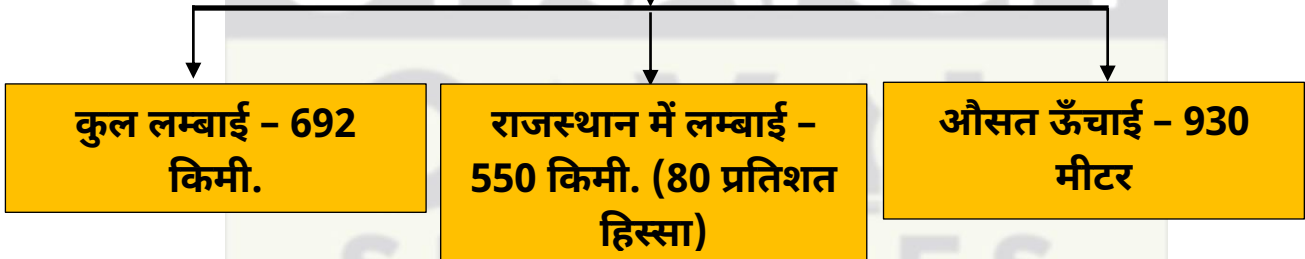 कुल लम्बाई – 692
किमी.
राजस्थान में लम्बाई –
550 किमी. (80 प्रतिशत
हिस्सा)
औसत ऊँचाई – 930
मीटर